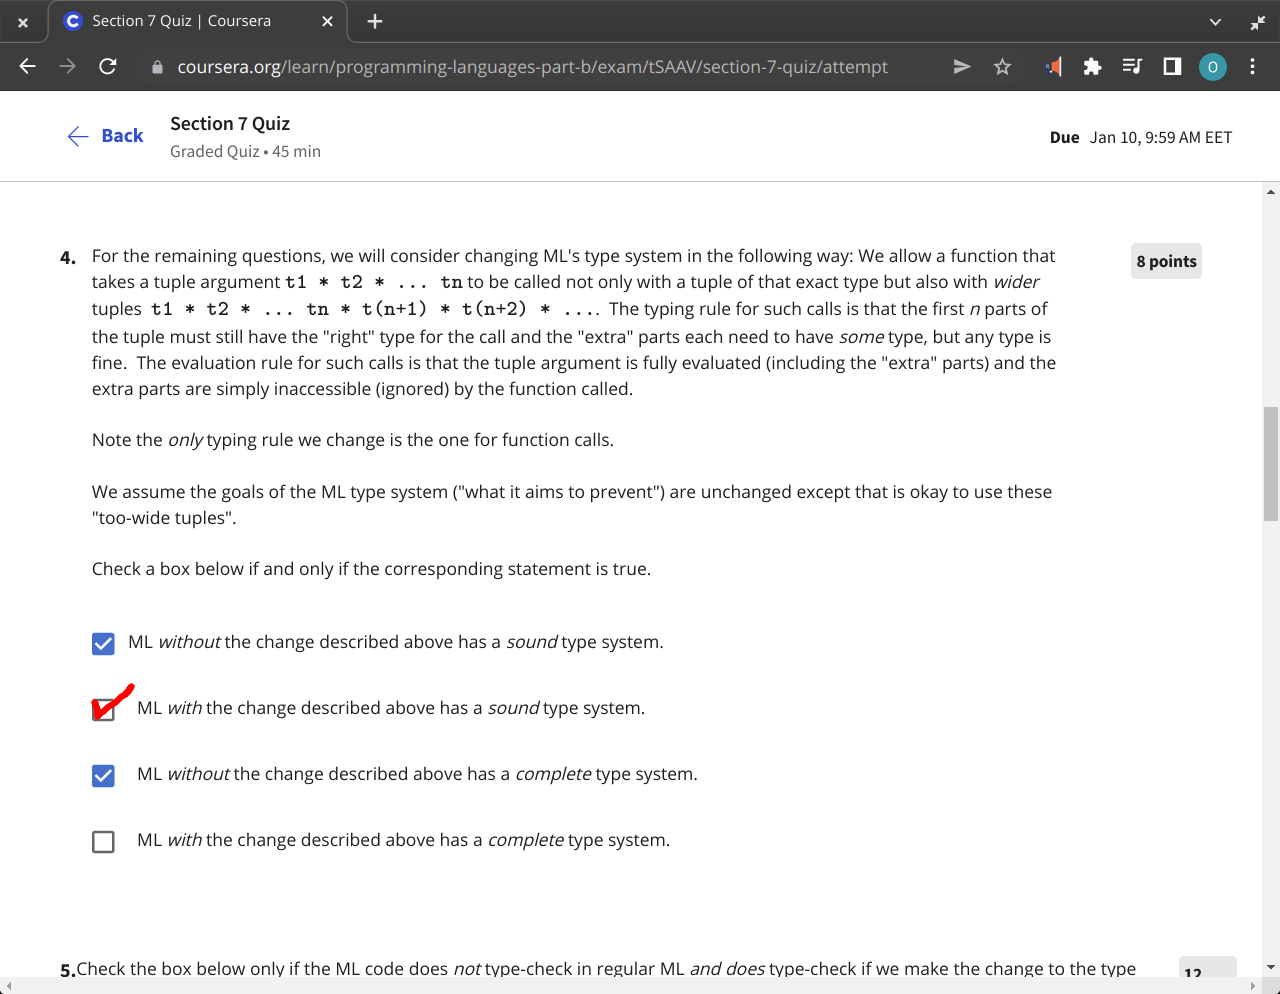 Section 7 Quiz | Coursera
coursera.org/learn/programming-languages-part-b/exam/tSAAV/section-7-quiz/attempt
O
Back
Section 7 Quiz
Graded Quiz • 45 min
Due Jan 10, 9:59 AM EET
4. For the remaining questions, we will consider changing ML's type system in the following way: We allow a function that
8 points
takes a tuple argument t1 * t2 * ... tn to be called not only with a tuple of that exact type but also with wider
tuples t1 * t2 * ... tn * t(n+1) * t(n+2) * .... The typing rule for such calls is that the first n parts of
the tuple must still have the "right" type for the call and the "extra" parts each need to have some type, but any type is
fine. The evaluation rule for such calls is that the tuple argument is fully evaluated (including the "extra" parts) and the
extra parts are simply inaccessible (ignored) by the function called.
Note the only typing rule we change is the one for function calls.
We assume the goals of the ML type system ("what it aims to prevent") are unchanged except that is okay to use these
"too-wide tuples".
Check a box below if and only if the corresponding statement is true.
ML without the change described above has a sound type system.
ML with the change described above has a sound type system.
ML without the change described above has a complete type system.
ML with the change described above has a complete type system.
5. Check the box below only if the ML code does not type-check in regular ML and does type-check if we make the change to the type
12